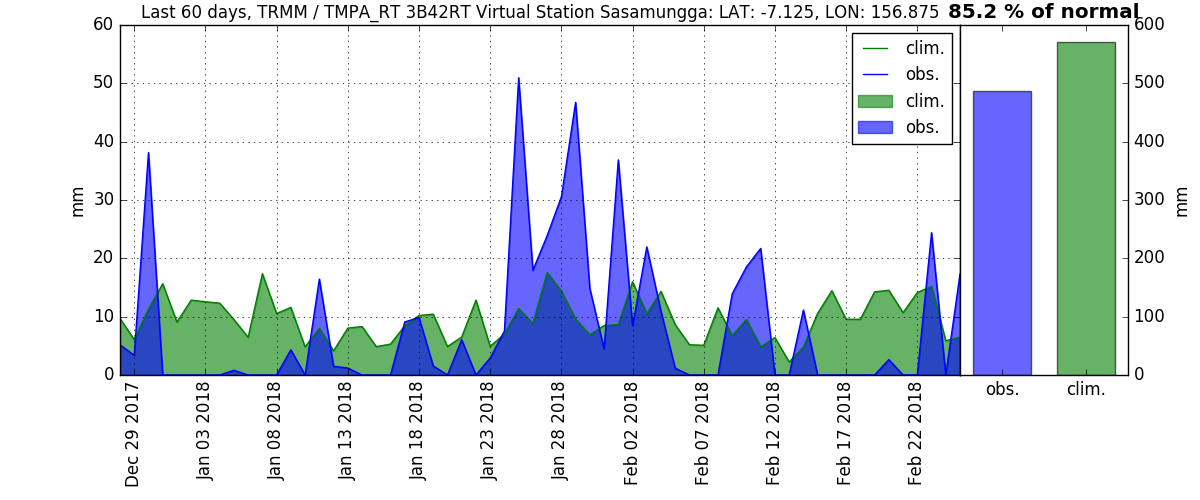 Last 60 days, TRMM / TMPA_RT 3B42RT Virtual Station Sasamungga: LAT: -7.125, LON: 156.875 85.2 % of normal
60
50
40
30
20
10
0
mm
clim.
obs.
clim.
obs.
Dec 29 2017
Jan 03 2018
Jan 08 2018
Jan 13 2018
Jan 18 2018
Jan 23 2018
Jan 28 2018
Feb 02 2018
Feb 07 2018
Feb 12 2018
Feb 17 2018
Feb 22 2018
600
500
400
300
200
100
0
mm
obs.
clim.